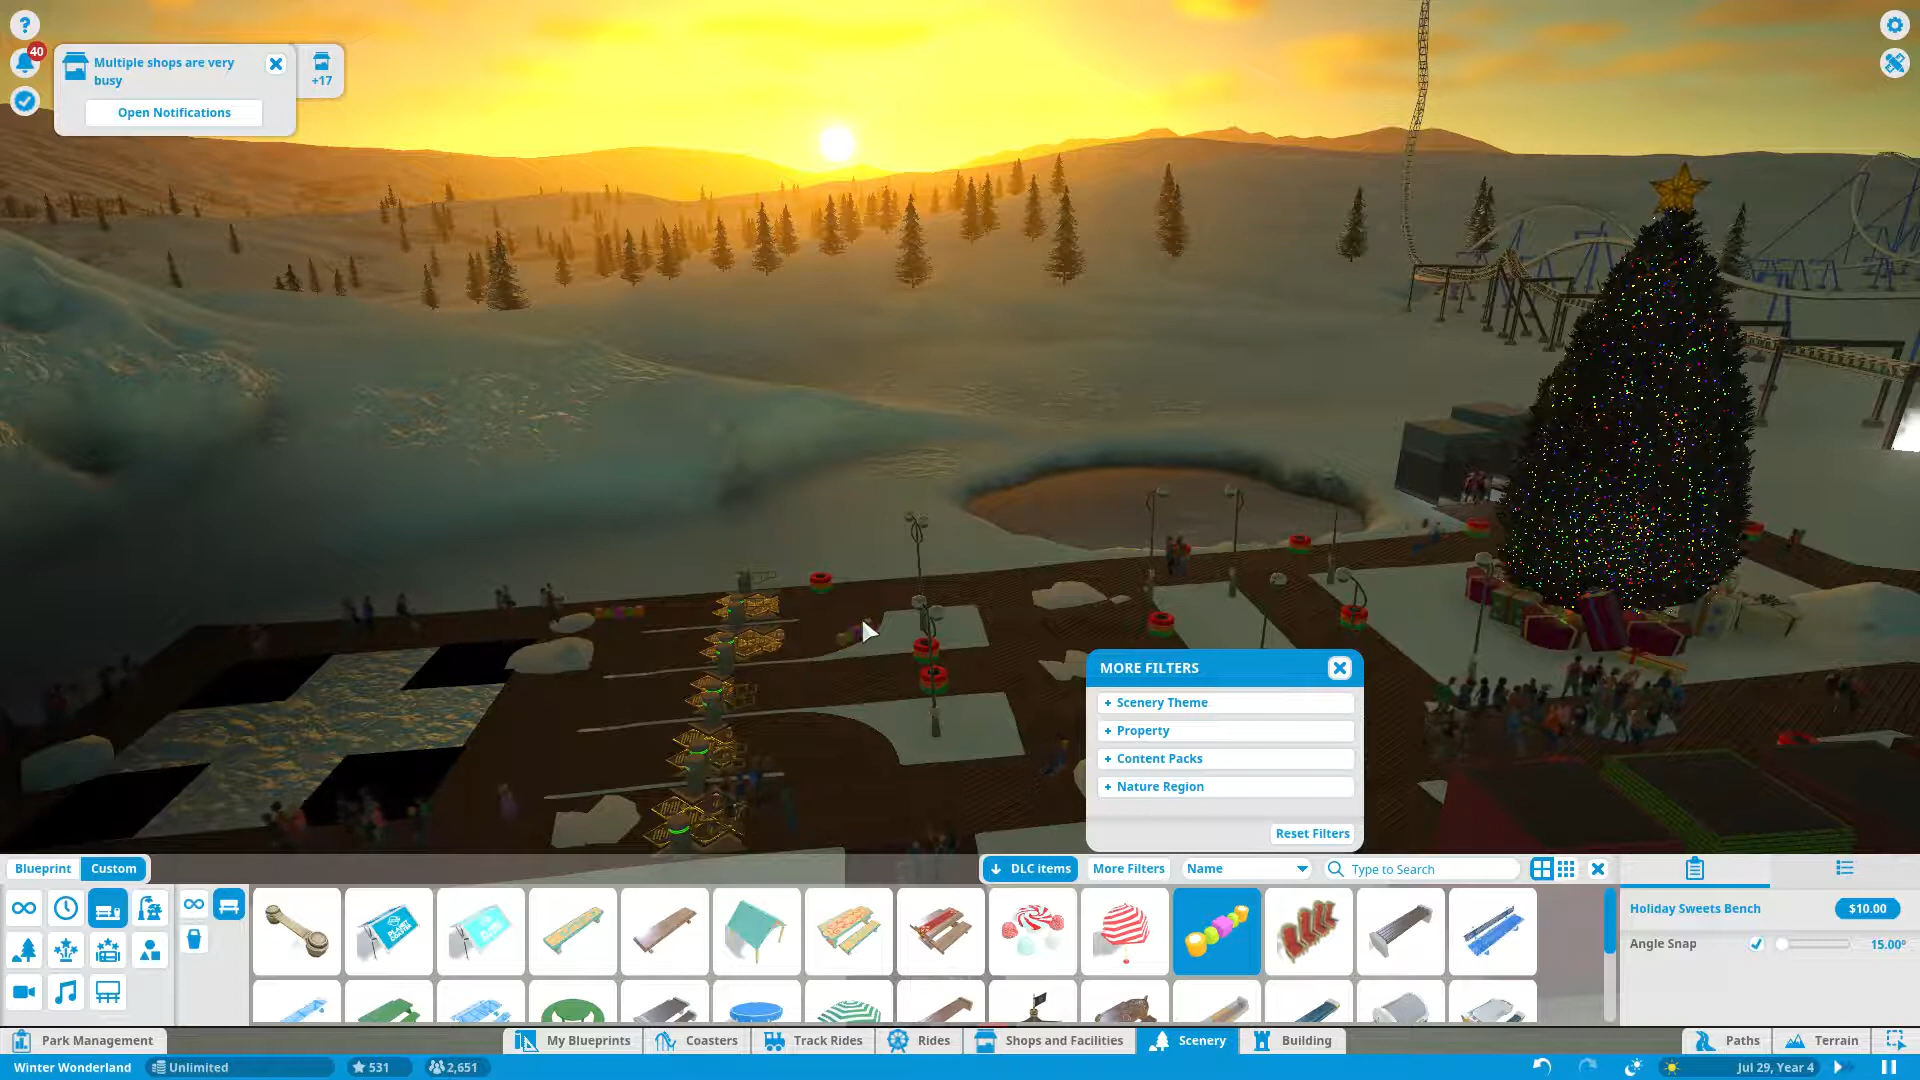 ?
40
Multiple shops are very
busy
+17
Open Notifications
MORE FILTERS
+ Scenery Theme
+ Property
+ Content Packs
+ Nature Region
Reset Filters
Blueprint
Custom
DLC items
More Filters
Name
Type to Search
Holiday Sweets Bench
$10.00
Angle Snap
15.00°
Park Management
My Blueprints
Coasters
Track Rides
Rides
Shops and Facilities
Scenery
Building
Paths
Terrain
Winter Wonderland
Unlimited
531
2,651
Jul 29, Year 4